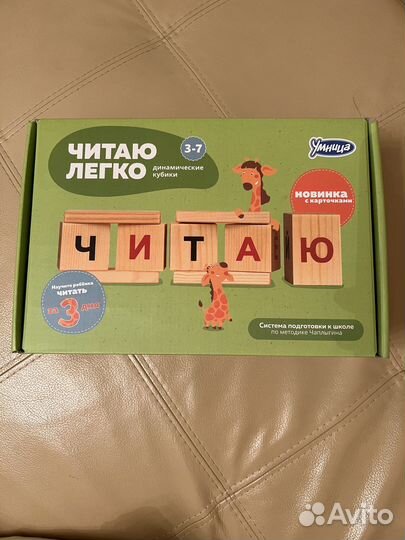 ЧИТАЮ
ЛЕГКО
динамические
кубики
3-7
Умница
НОВИНКА
с карточками
Ч И Т А Ю
Научите ребёнка
читать
за 3 дня
Система подготовки к школе
по методике Чаплыгина
Avito